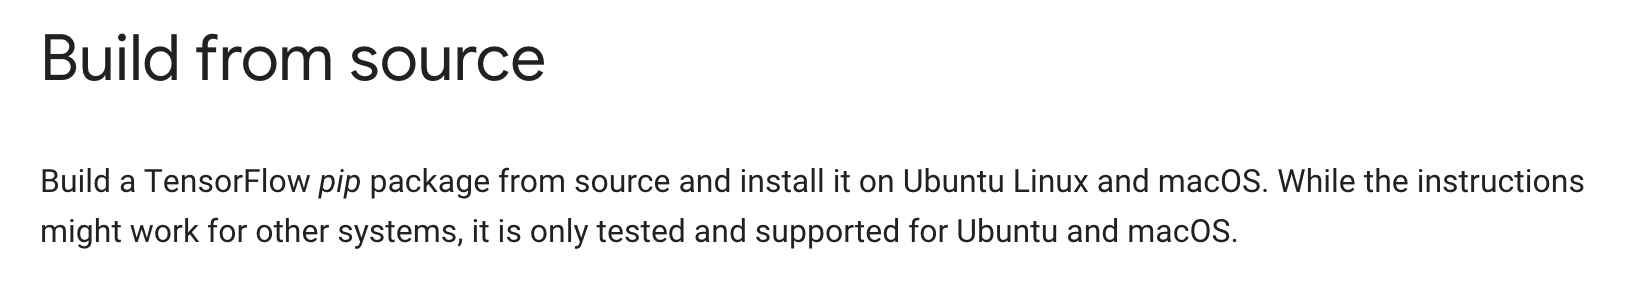 Build from source
Build a TensorFlow pip package from source and install it on Ubuntu Linux and macOS. While the instructions
might work for other systems, it is only tested and supported for Ubuntu and macOS.